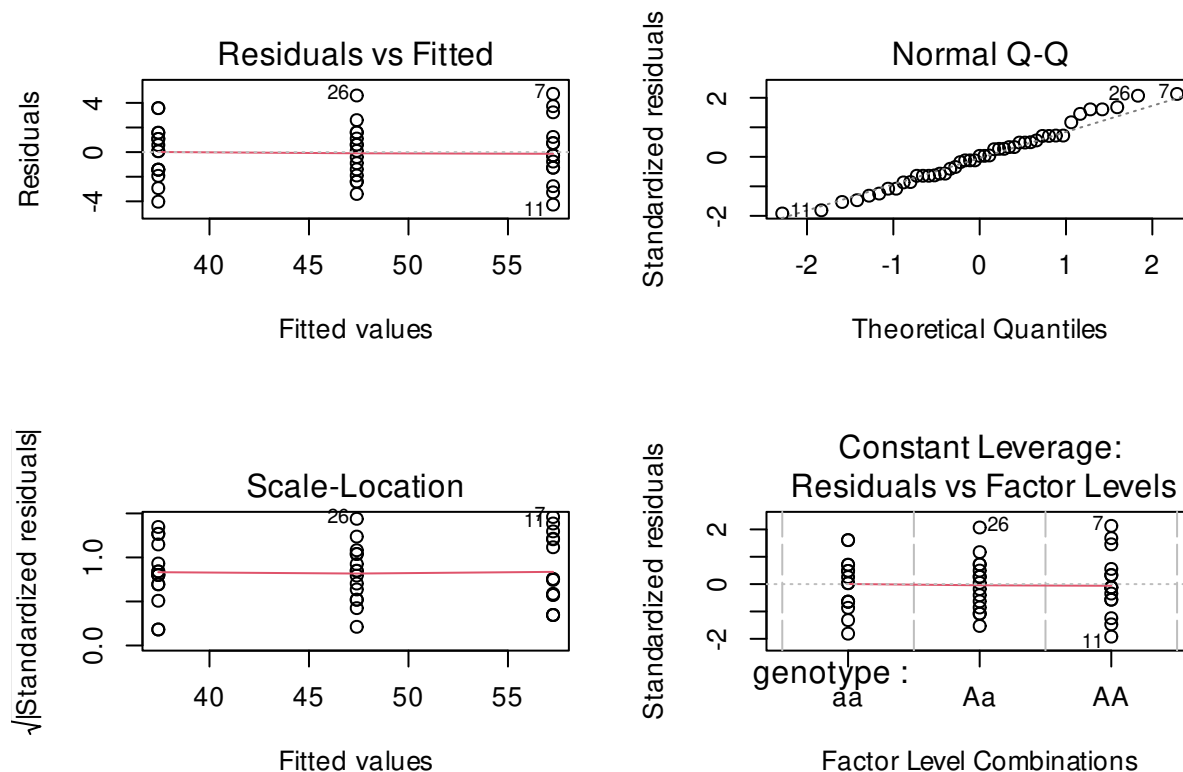 Residuals vs Fitted
Residuals
4
0
-4
26
7
11
40 45 50 55
Fitted values
Normal Q-Q
Standardized residuals
2
0
-2
11
26
7
-2 -1 0 1 2
Theoretical Quantiles
Scale-Location
√|Standardized residuals|
1.0
0.0
26
7
11
40 45 50 55
Fitted values
Constant Leverage:
Residuals vs Factor Levels
Standardized residuals
2
0
-2
26
7
11
genotype :
aa Aa AA
Factor Level Combinations